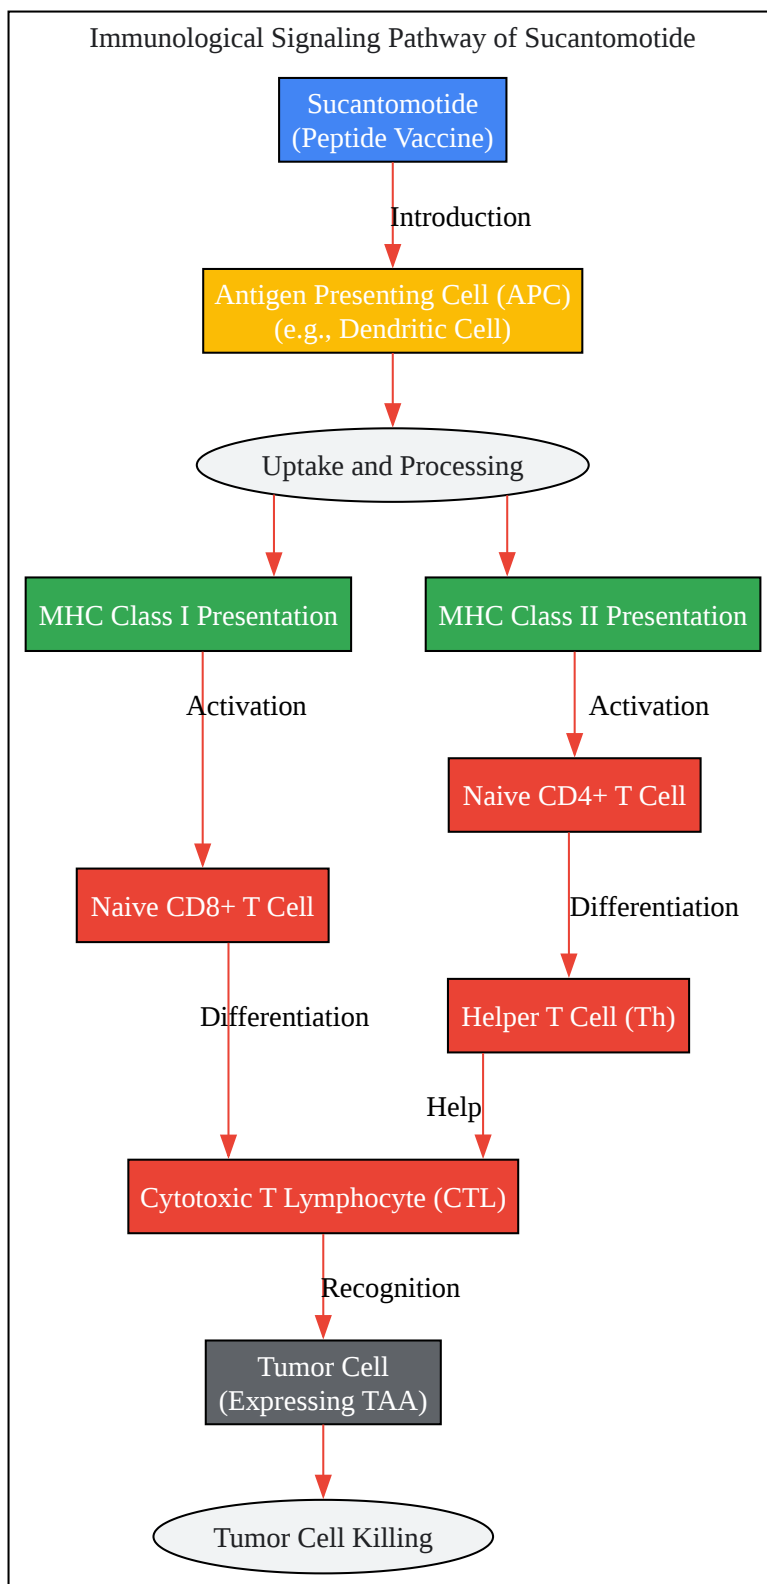 Immunological Signaling Pathway of Sucantomotide
Sucantomotide
(Peptide Vaccine)
Introduction
Antigen Presenting Cell (APC)
(e.g., Dendritic Cell)
Uptake and Processing
MHC Class I Presentation
MHC Class II Presentation
Activation
Activation
Naive CD4+ T Cell
Naive CD8+ T Cell
Differentiation
Differentiation
Helper T Cell (Th)
Help
Cytotoxic T Lymphocyte (CTL)
Recognition
Tumor Cell
(Expressing TAA)
Tumor Cell Killing